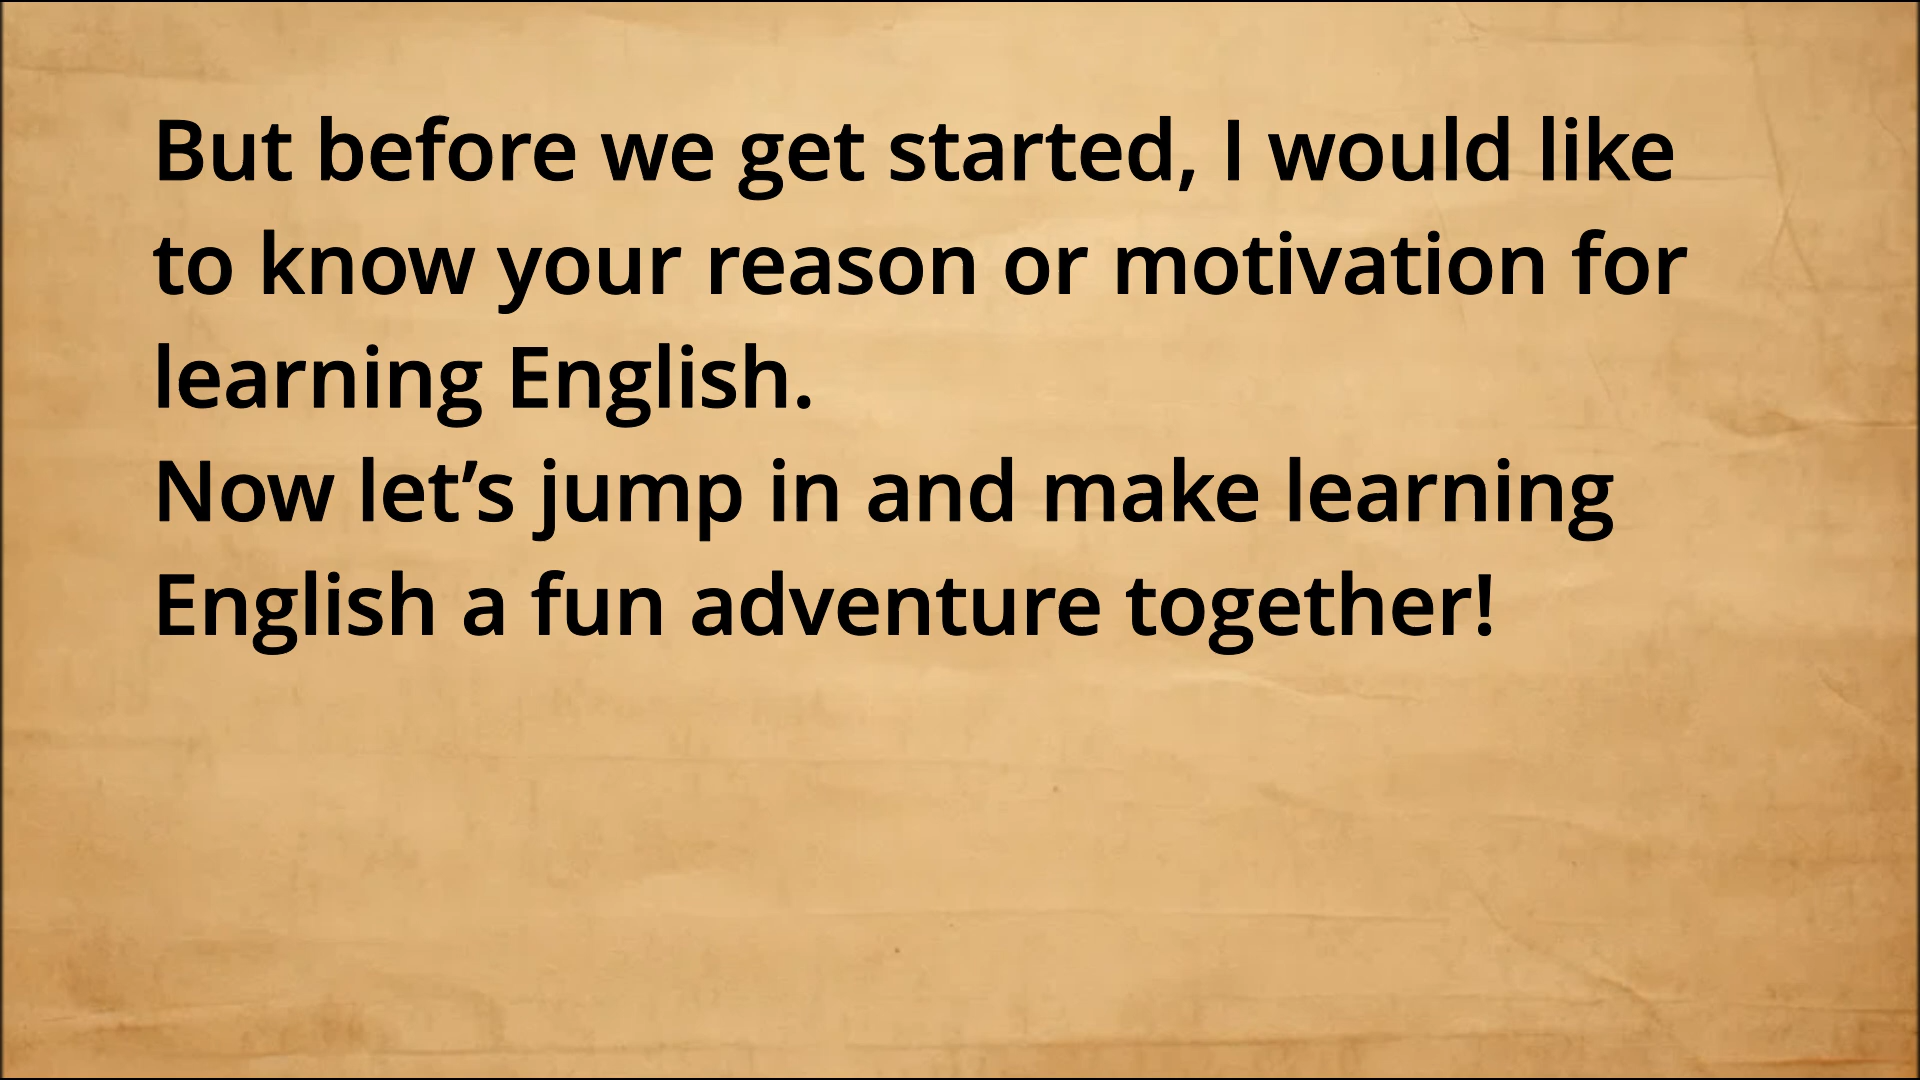 But before we get started, I would like
to know your reason or motivation for
learning English.
Now let’s jump in and make learning
English a fun adventure together!